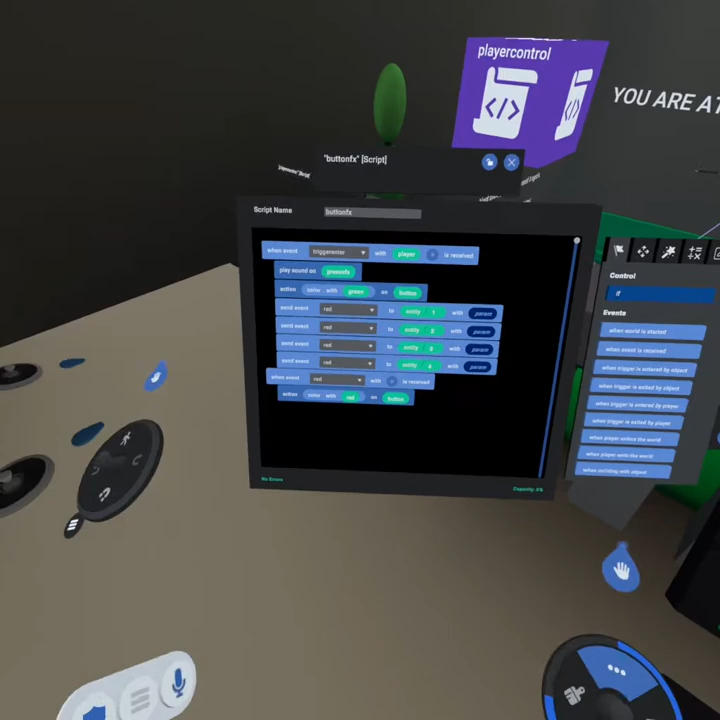 playercontrol
YOU ARE AT
"buttonfx" [Script]
Script Name
buttonfx
when event triggerenter with player is received
play sound on greensfx
action color with green on button
send event red to entity 1 with param
send event red to entity 2 with param
send event red to entity 3 with param
send event red to entity 4 with param
when event red with is received
action color with red on button
No Errors
Control
if
Events
when world is started
when event is received
when trigger is entered by object
when trigger is exited by object
when trigger is entered by player
when trigger is exited by player
when player enters the world
when player exits the world
when colliding with object